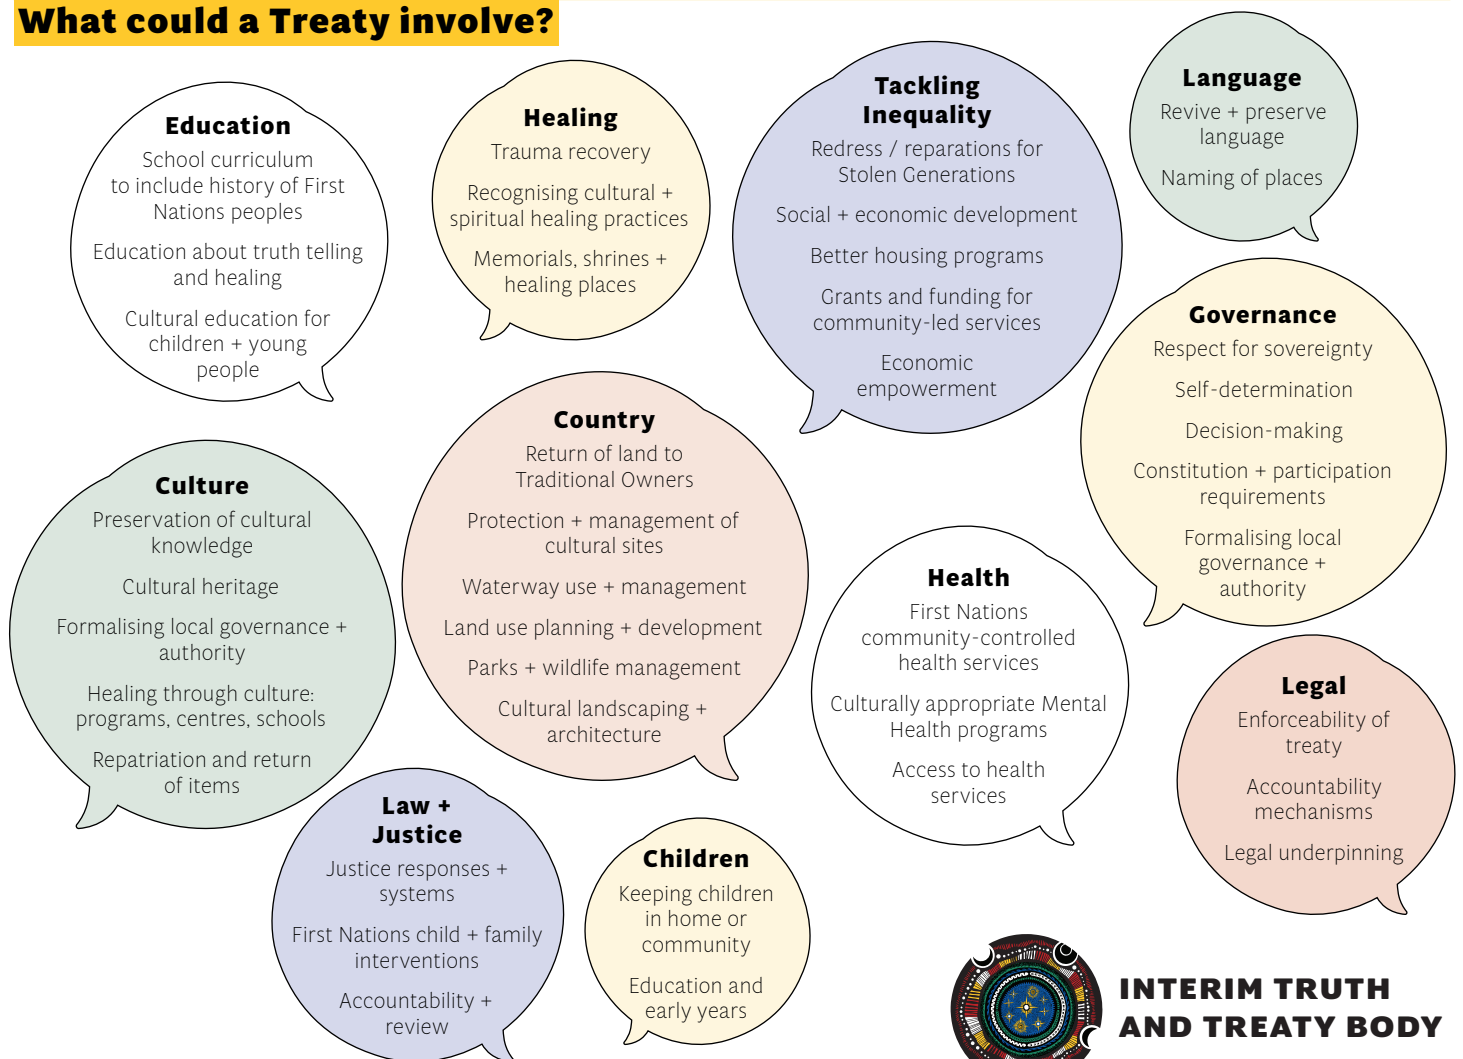 What could a Treaty involve?
Education
School curriculum
to include history of First
Nations peoples
Education about truth telling
and healing
Cultural education for
children + young
people
Healing
Trauma recovery
Recognising cultural +
spiritual healing practices
Memorials, shrines +
healing places
Tackling
Inequality
Redress / reparations for
Stolen Generations
Social + economic development
Better housing programs
Grants and funding for
community-led services
Economic
empowerment
Language
Revive + preserve
language
Naming of places
Governance
Respect for sovereignty
Self-determination
Decision-making
Constitution + participation
requirements
Formalising local
governance +
authority
Culture
Preservation of cultural
knowledge
Cultural heritage
Formalising local governance +
authority
Healing through culture:
programs, centres, schools
Repatriation and return
of items
Country
Return of land to
Traditional Owners
Protection + management of
cultural sites
Waterway use + management
Land use planning + development
Parks + wildlife management
Cultural landscaping +
architecture
Health
First Nations
community-controlled
health services
Culturally appropriate Mental
Health programs
Access to health
services
Legal
Enforceability of
treaty
Accountability
mechanisms
Legal underpinning
Law +
Justice
Justice responses +
systems
First Nations child + family
interventions
Accountability +
review
Children
Keeping children
in home or
community
Education and
early years
INTERIM TRUTH
AND TREATY BODY